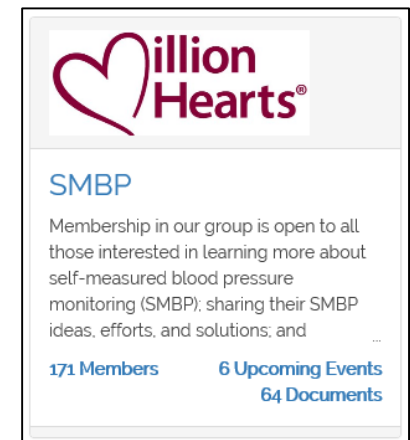 Million
Hearts®
SMBP
Membership in our group is open to all
those interested in learning more about
self-measured blood pressure
monitoring (SMBP); sharing their SMBP
ideas, efforts, and solutions; and
...
171 Members 6 Upcoming Events
64 Documents